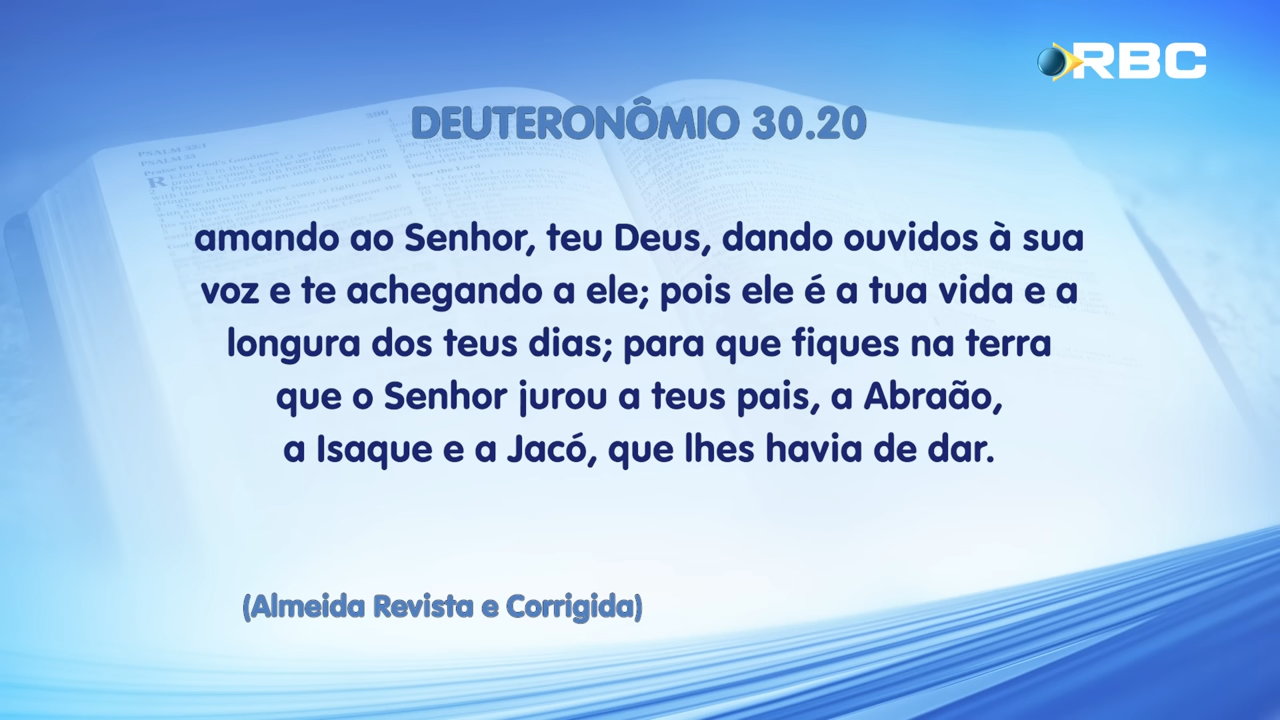 RBC
DEUTERONÔMIO 30.20
amando ao Senhor, teu Deus, dando ouvidos à sua
voz e te achegando a ele; pois ele é a tua vida e a
longura dos teus dias; para que fiques na terra
que o Senhor jurou a teus pais, a Abraão,
a Isaque e a Jacó, que lhes havia de dar.
(Almeida Revista e Corrigida)